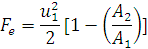 $F_e = \frac{u_1^2}{2} [1 - \left(\frac{A_2}{A_1}\right)$